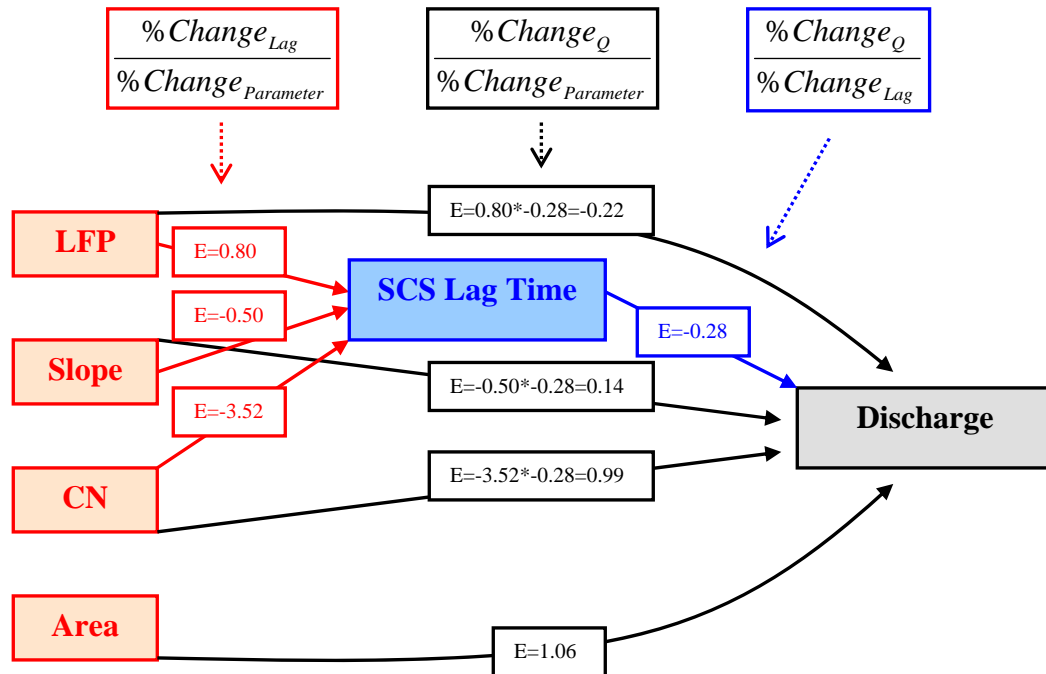 % Change_Lag
% Change_Parameter
% Change_Q
% Change_Parameter
% Change_Q
% Change_Lag
LFP
E=0.80*-0.28=-0.22
E=0.80
SCS Lag Time
E=-0.50
E=-0.28
Slope
E=-0.50*-0.28=0.14
E=-3.52
Discharge
CN
E=-3.52*-0.28=0.99
Area
E=1.06